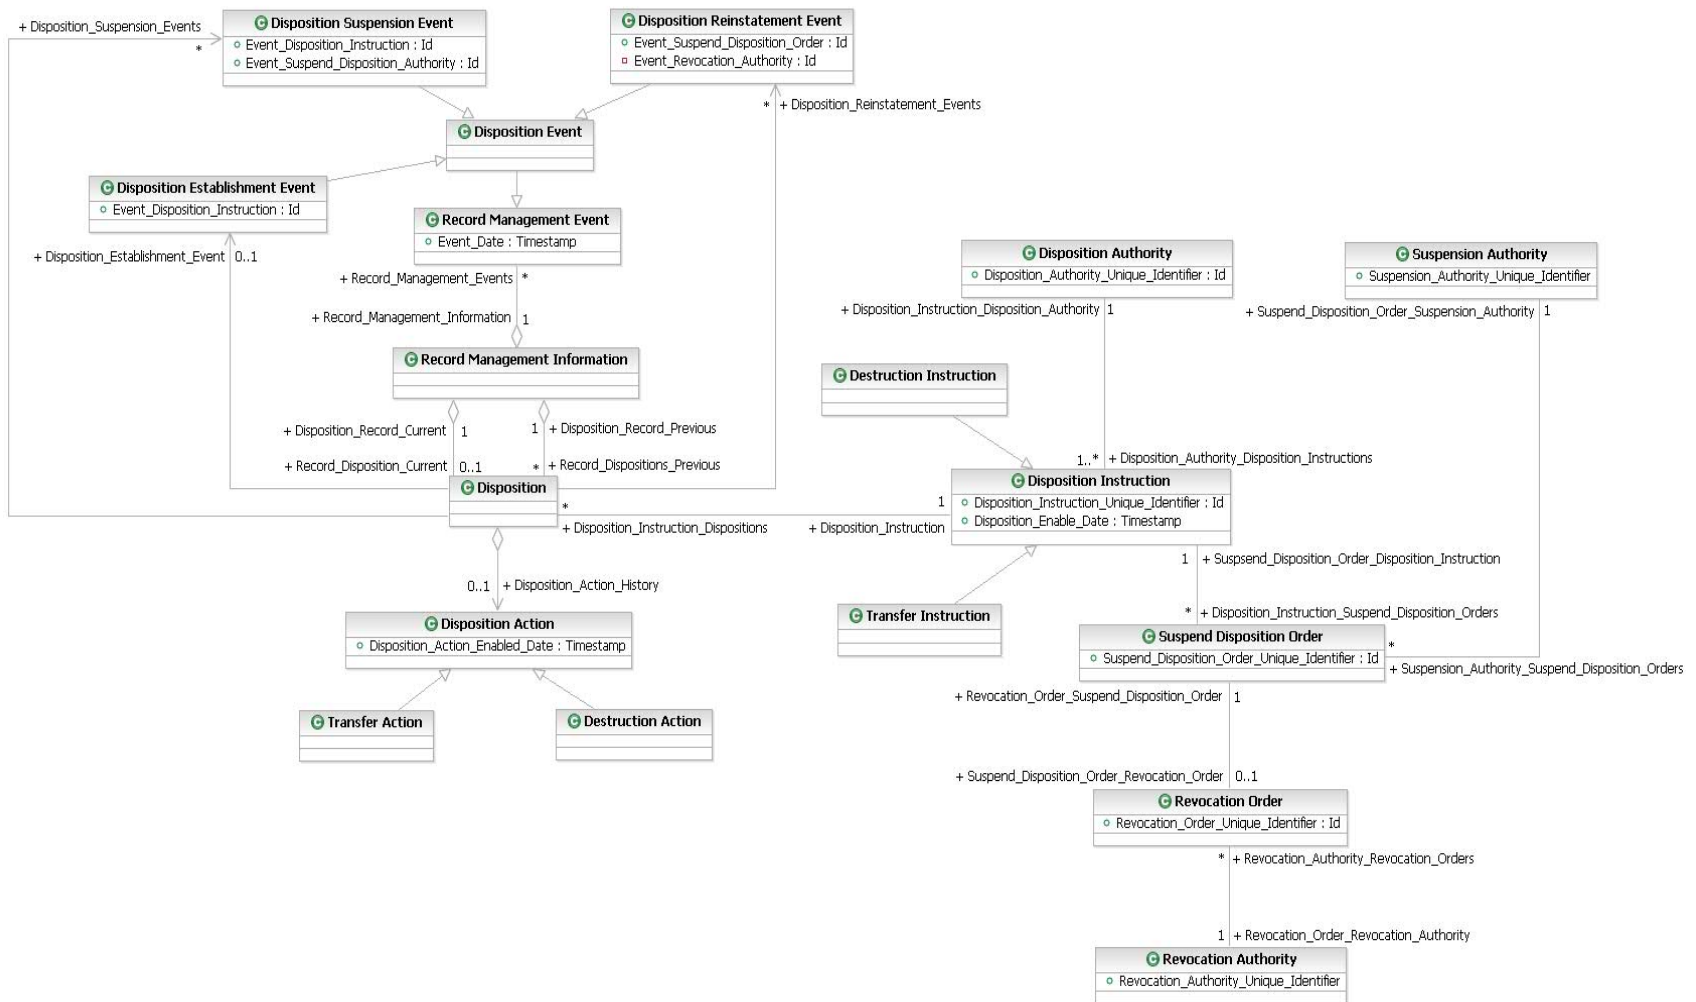 + Disposition_Suspension_Events
*
Disposition Suspension Event
Event_Disposition_Instruction : Id
Event_Suspend_Disposition_Authority : Id
Disposition Reinstatement Event
Event_Suspend_Disposition_Order : Id
Event_Revocation_Authority : Id
* + Disposition_Reinstatement_Events
Disposition Event
Disposition Establishment Event
Event_Disposition_Instruction : Id
+ Disposition_Establishment_Event 0..1
Record Management Event
Event_Date : Timestamp
+ Record_Management_Events *
+ Record_Management_Information 1
Record Management Information
+ Disposition_Record_Current 1
1 + Disposition_Record_Previous
+ Record_Disposition_Current 0..1
* + Record_Dispositions_Previous
Disposition
*
+ Disposition_Instruction_Dispositions
1
+ Disposition_Instruction
0..1 + Disposition_Action_History
Disposition Action
Disposition_Action_Enabled_Date : Timestamp
Transfer Action
Destruction Action
Disposition Authority
Disposition_Authority_Unique_Identifier : Id
+ Disposition_Instruction_Disposition_Authority 1
Suspension Authority
Suspension_Authority_Unique_Identifier
+ Suspend_Disposition_Order_Suspension_Authority 1
Destruction Instruction
1..* + Disposition_Authority_Disposition_Instructions
Disposition Instruction
Disposition_Instruction_Unique_Identifier : Id
Disposition_Enable_Date : Timestamp
1 + Suspsend_Disposition_Order_Disposition_Instruction
Transfer Instruction
* + Disposition_Instruction_Suspend_Disposition_Orders
Suspend Disposition Order
Suspend_Disposition_Order_Unique_Identifier : Id
*
+ Suspension_Authority_Suspend_Disposition_Orders
+ Revocation_Order_Suspend_Disposition_Order 1
+ Suspend_Disposition_Order_Revocation_Order 0..1
Revocation Order
Revocation_Order_Unique_Identifier : Id
* + Revocation_Authority_Revocation_Orders
1 + Revocation_Order_Revocation_Authority
Revocation Authority
Revocation_Authority_Unique_Identifier